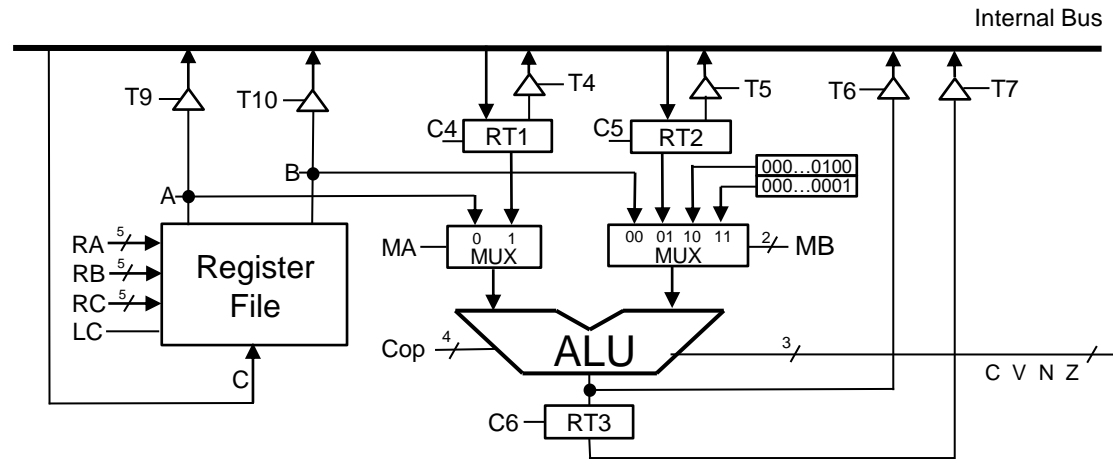 Internal Bus
T9
T10
T4
T5
T6
T7
C4
RT1
C5
RT2
000...0100
000...0001
B
A
RA
5
RB
5
RC
5
LC
Register
File
C
MA
0 1
MUX
00 01 10 11
MUX
2
MB
Cop
4
ALU
3
C V N Z
C6
RT3